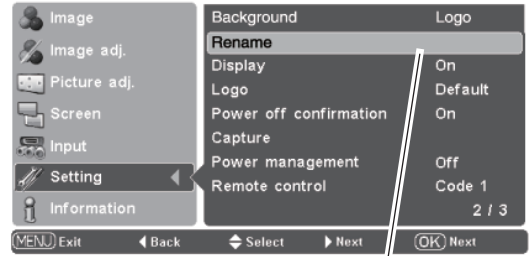 Image
Image adj.
Picture adj.
Screen
Input
Setting
Information
Background Logo
Rename
Display On
Logo Default
Power off confirmation On
Capture
Power management Off
Remote control Code 1
2 / 3
MENU Exit Back Select Next OK Next